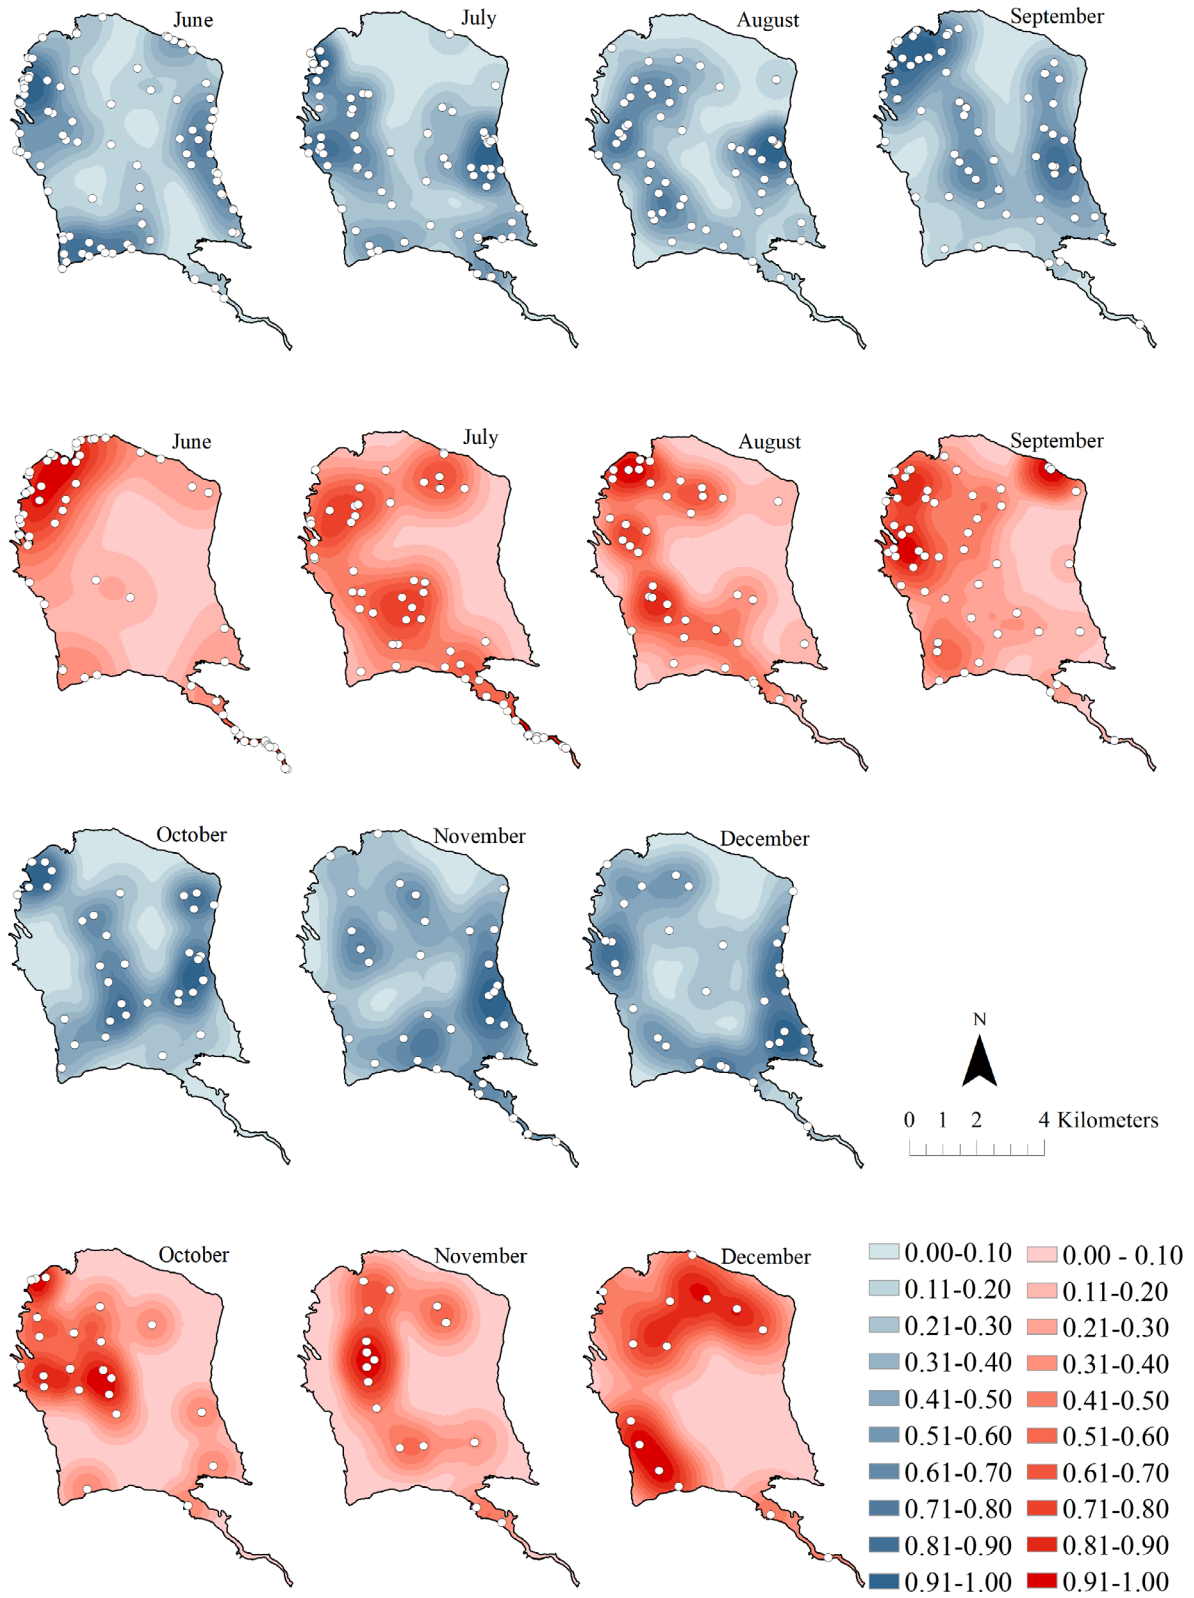 June July August September
June July August September
October November December
N
0 1 2 4 Kilometers
October November December
0.00-0.10 0.00 - 0.10
0.11-0.20 0.11-0.20
0.21-0.30 0.21-0.30
0.31-0.40 0.31-0.40
0.41-0.50 0.41-0.50
0.51-0.60 0.51-0.60
0.61-0.70 0.61-0.70
0.71-0.80 0.71-0.80
0.81-0.90 0.81-0.90
0.91-1.00 0.91-1.00